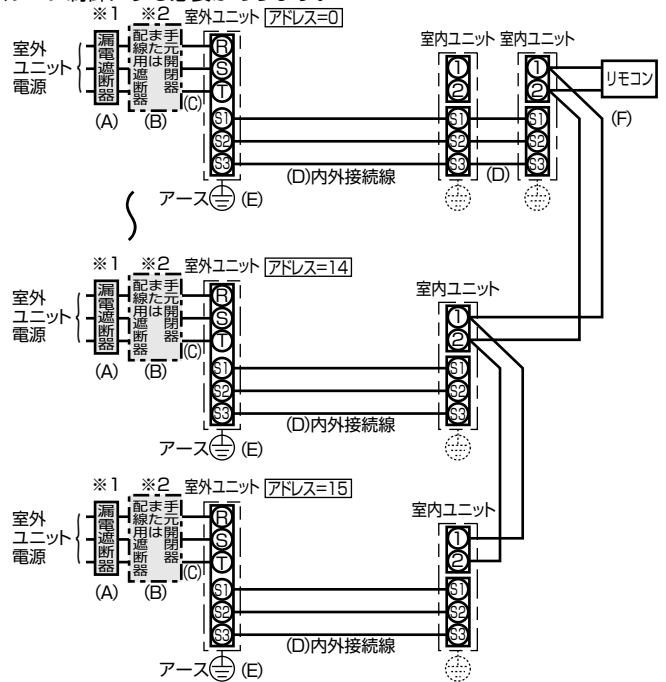 ※1 ※2 室外ユニット アドレス=0 室内ユニット 室内ユニット
室外
ユニット
電源
漏電遮断器
配線用遮断器
または
手元開閉器
R
S
T
S1
S2
S3
1
2
S1
S2
S3
1
2
S1
S2
S3
リモコン
(A)
(B)
(C)
(F)
(D)内外接続線
(D)
アース
(E)
※1 ※2 室外ユニット アドレス=14
室内ユニット
室外
ユニット
電源
漏電遮断器
配線用遮断器
または
手元開閉器
R
S
T
S1
S2
S3
1
2
S1
S2
S3
(A)
(B)
(C)
(D)内外接続線
アース
(E)
※1 ※2 室外ユニット アドレス=15
室内ユニット
室外
ユニット
電源
漏電遮断器
配線用遮断器
または
手元開閉器
R
S
T
S1
S2
S3
1
2
S1
S2
S3
(A)
(B)
(C)
(D)内外接続線
アース
(E)